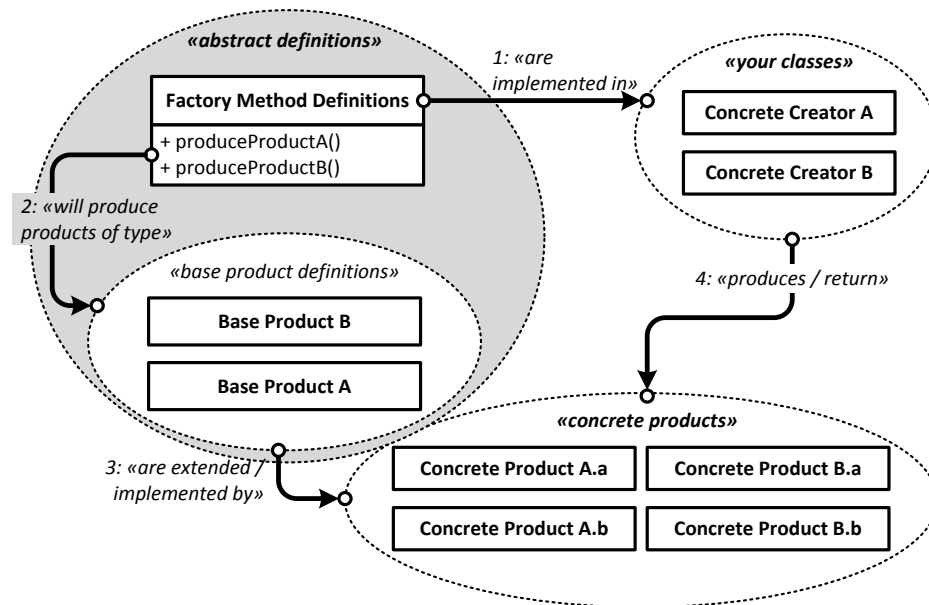 «abstract definitions»
Factory Method Definitions
+ produceProductA()
+ produceProductB()
1: «are
implemented in»
«your classes»
Concrete Creator A
Concrete Creator B
2: «will produce
products of type»
«base product definitions»
Base Product B
Base Product A
4: «produces / return»
3: «are extended /
implemented by»
«concrete products»
Concrete Product A.a
Concrete Product B.a
Concrete Product A.b
Concrete Product B.b